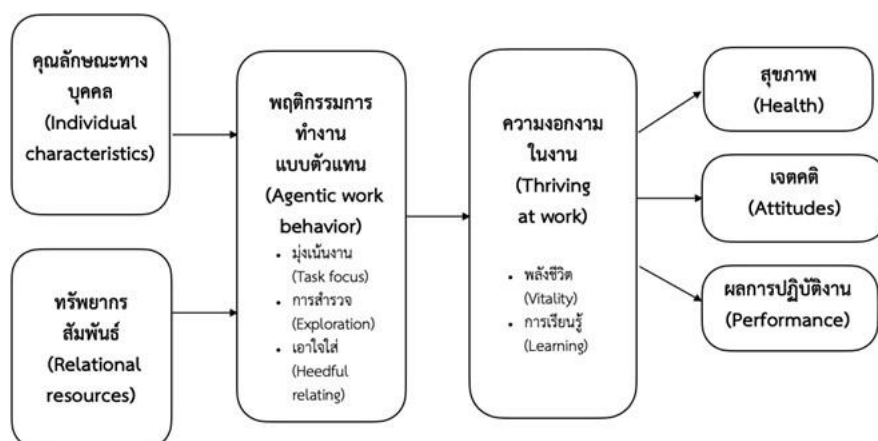 คุณลักษณะทาง
บุคคล
(Individual
characteristics)
ทรัพยากร
สัมพันธ์
(Relational
resources)
พฤติกรรมการ
ทำงาน
แบบตัวแทน
(Agentic work
behavior)
• มุ่งเน้นงาน
(Task focus)
• การสำรวจ
(Exploration)
• เอาใจใส่
(Heedful
relating)
ความงอกงาม
ในงาน
(Thriving
at work)
• พลังชีวิต
(Vitality)
• การเรียนรู้
(Learning)
สุขภาพ
(Health)
เจตคติ
(Attitudes)
ผลการปฏิบัติงาน
(Performance)